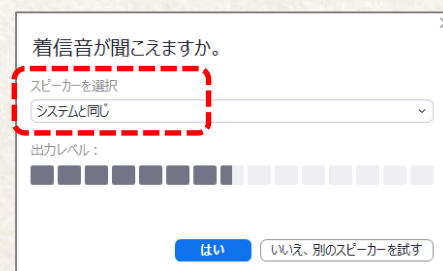 着信音が聞こえますか。
スピーカーを選択
システムと同じ
出力レベル：
はい
いいえ、別のスピーカーを試す